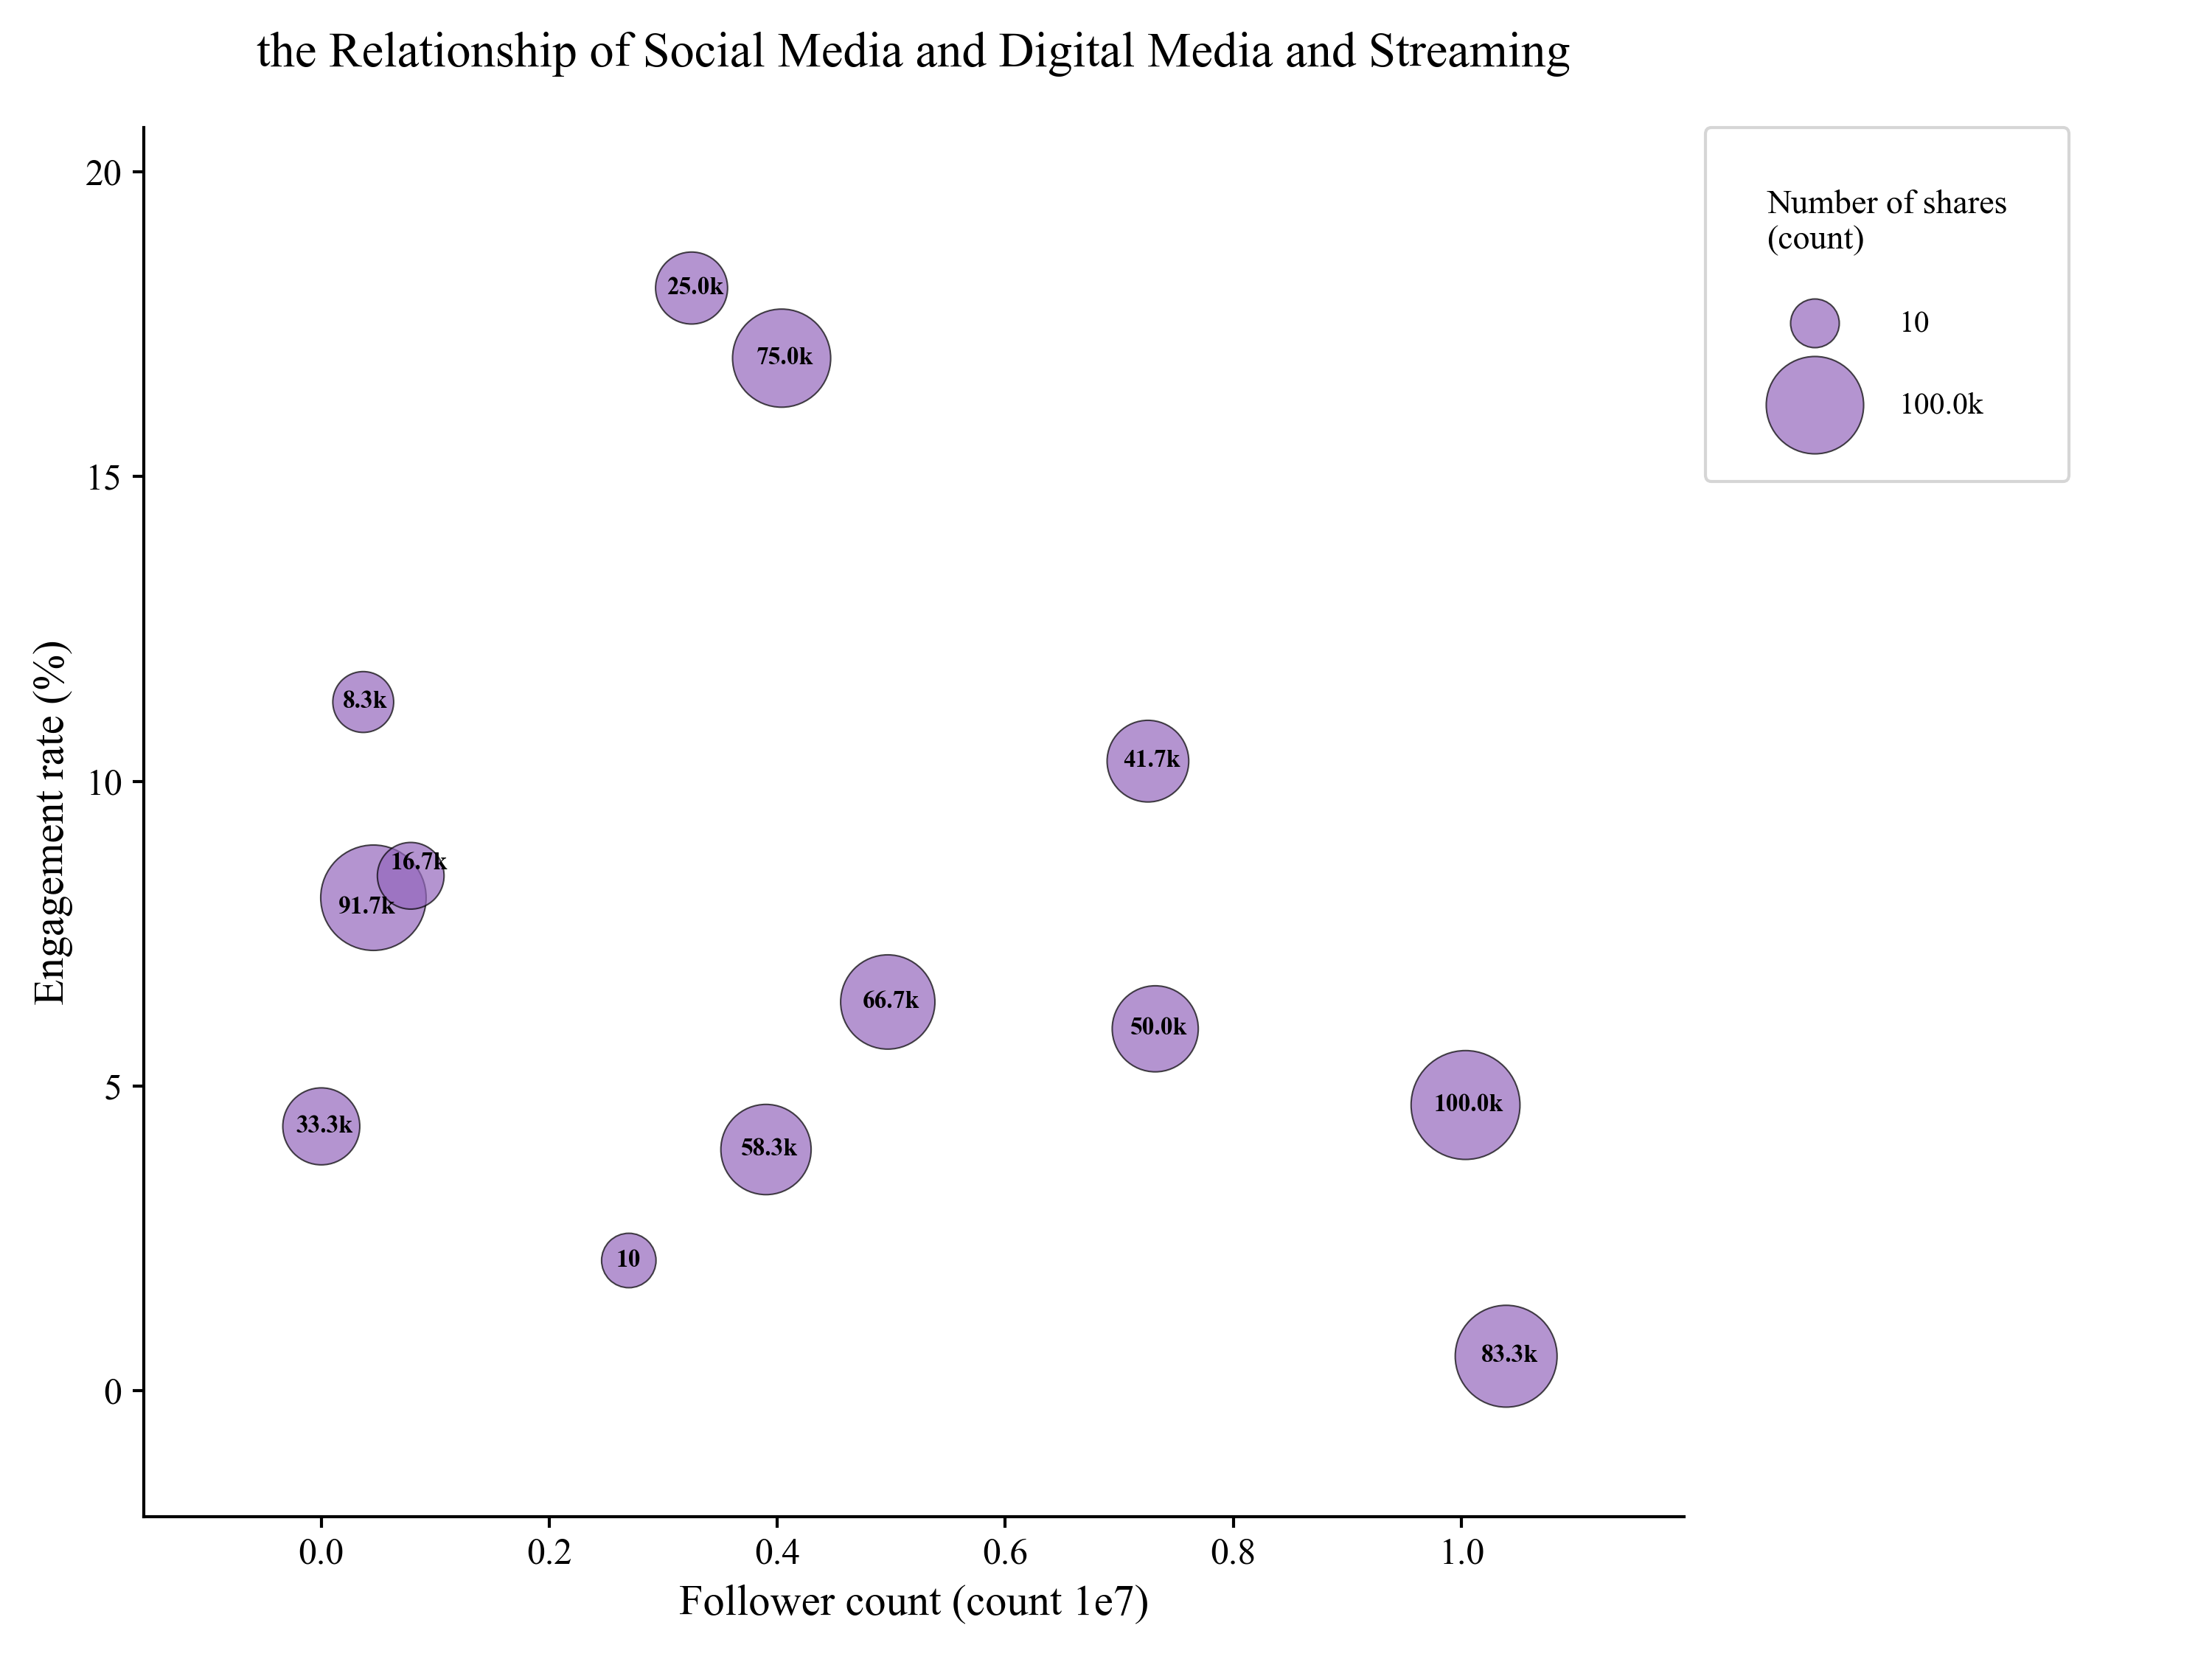 the Relationship of Social Media and Digital Media and Streaming
Number of shares
(count)
10
100.0k
20
15
10
5
0
Engagement rate (%)
25.0k
75.0k
8.3k
41.7k
16.7k
91.7k
66.7k
50.0k
100.0k
33.3k
58.3k
10
83.3k
0.0
0.2
0.4
0.6
0.8
1.0
Follower count (count 1e7)